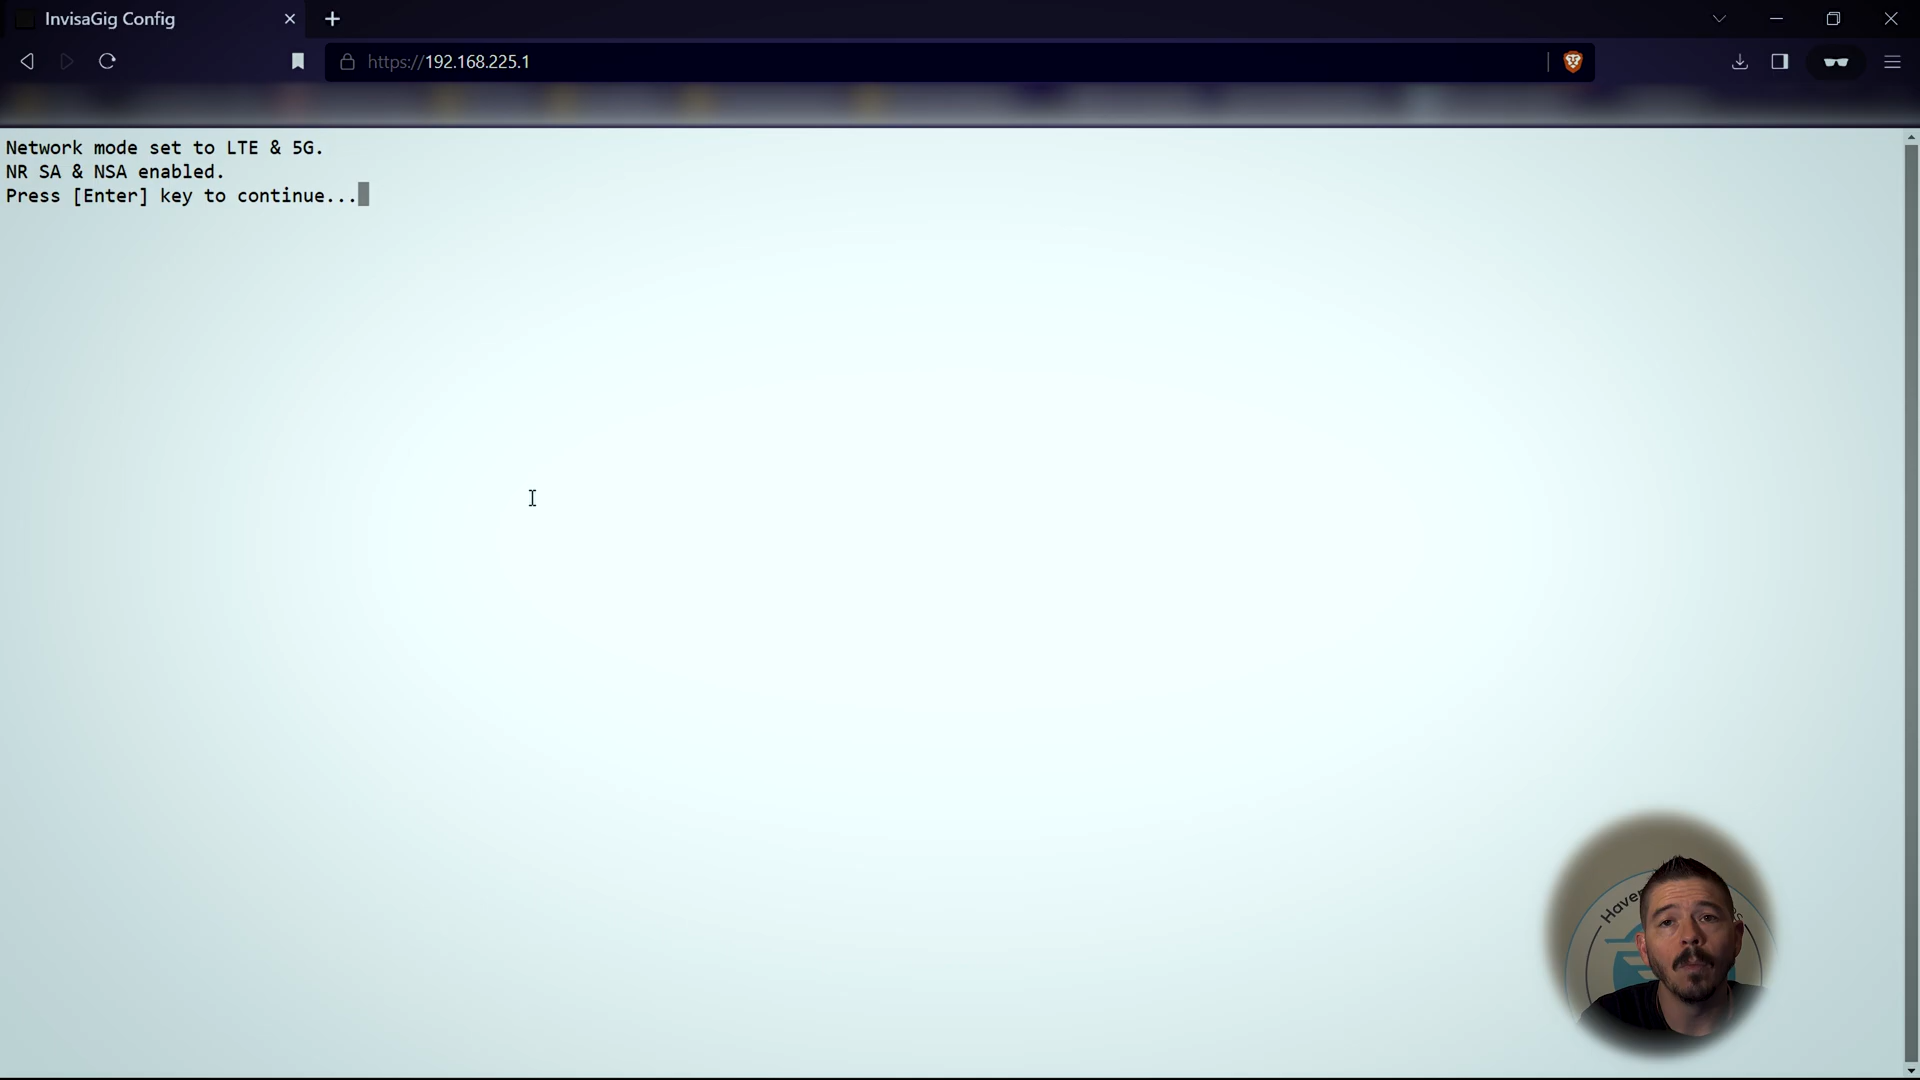 InvisaGig Config
https://192.168.225.1
Network mode set to LTE & 5G.
NR SA & NSA enabled.
Press [Enter] key to continue...
Haven